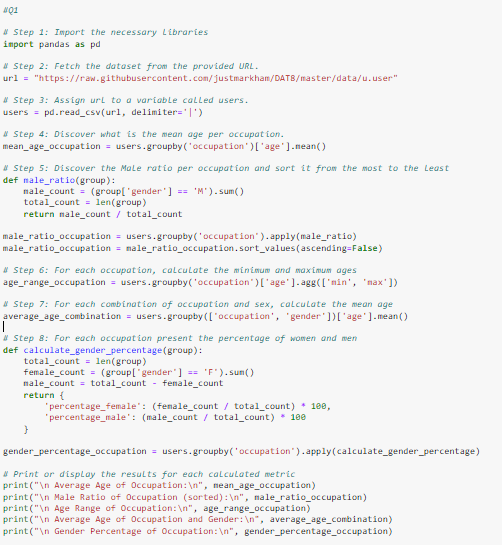 #Q1
# Step 1: Import the necessary libraries
import pandas as pd
# Step 2: Fetch the dataset from the provided URL.
url = "https://raw.githubusercontent.com/justmarkham/DAT8/master/data/u.user"
# Step 3: Assign url to a variable called users.
users = pd.read_csv(url, delimiter='|')
# Step 4: Discover what is the mean age per occupation.
mean_age_occupation = users.groupby('occupation')['age'].mean()
# Step 5: Discover the Male ratio per occupation and sort it from the most to the least
def male_ratio(group):
    male_count = (group['gender'] == 'M').sum()
    total_count = len(group)
    return male_count / total_count
male_ratio_occupation = users.groupby('occupation').apply(male_ratio)
male_ratio_occupation = male_ratio_occupation.sort_values(ascending=False)
# Step 6: For each occupation, calculate the minimum and maximum ages
age_range_occupation = users.groupby('occupation')['age'].agg(['min', 'max'])
# Step 7: For each combination of occupation and sex, calculate the mean age
average_age_combination = users.groupby(['occupation', 'gender'])['age'].mean()
# Step 8: For each occupation present the percentage of women and men
def calculate_gender_percentage(group):
    total_count = len(group)
    female_count = (group['gender'] == 'F').sum()
    male_count = total_count - female_count
    return {
        'percentage_female': (female_count / total_count) * 100,
        'percentage_male': (male_count / total_count) * 100
    }
gender_percentage_occupation = users.groupby('occupation').apply(calculate_gender_percentage)
# Print or display the results for each calculated metric
print("\n Average Age of Occupation:\n", mean_age_occupation)
print("\n Male Ratio of Occupation (sorted):\n", male_ratio_occupation)
print("\n Age Range of Occupation:\n", age_range_occupation)
print("\n Average Age of Occupation and Gender:\n", average_age_combination)
print("\n Gender Percentage of Occupation:\n", gender_percentage_occupation)